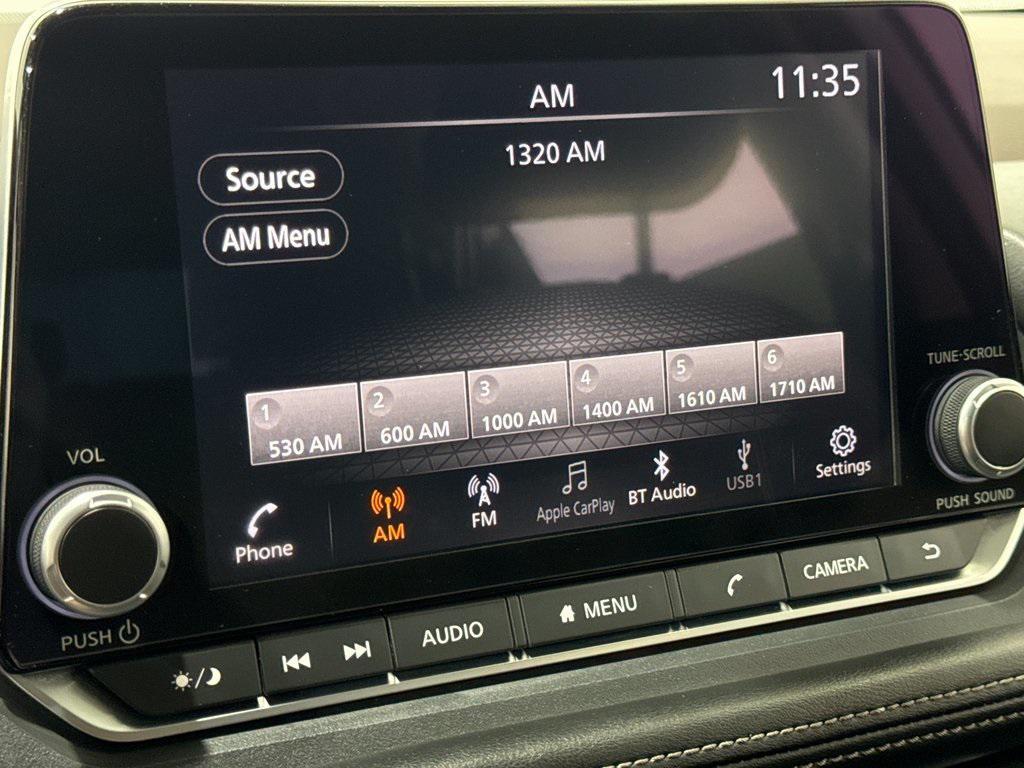 AM
11:35
1320 AM
Source
AM Menu
1 530 AM
2 600 AM
3 1000 AM
4 1400 AM
5 1610 AM
6 1710 AM
Phone
AM
FM
Apple CarPlay
BT Audio
USB1
Settings
VOL
PUSH
TUNE·SCROLL
PUSH SOUND
AUDIO
MENU
CAMERA